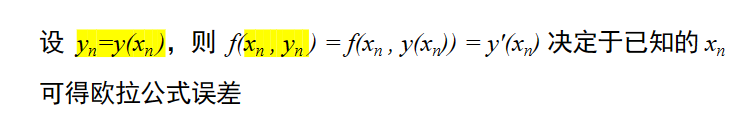 设 yₙ=y(xₙ)，则 f(xₙ , yₙ ) = f(xₙ , y(xₙ)) = y′(xₙ) 决定于已知的 xₙ
可得欧拉公式误差